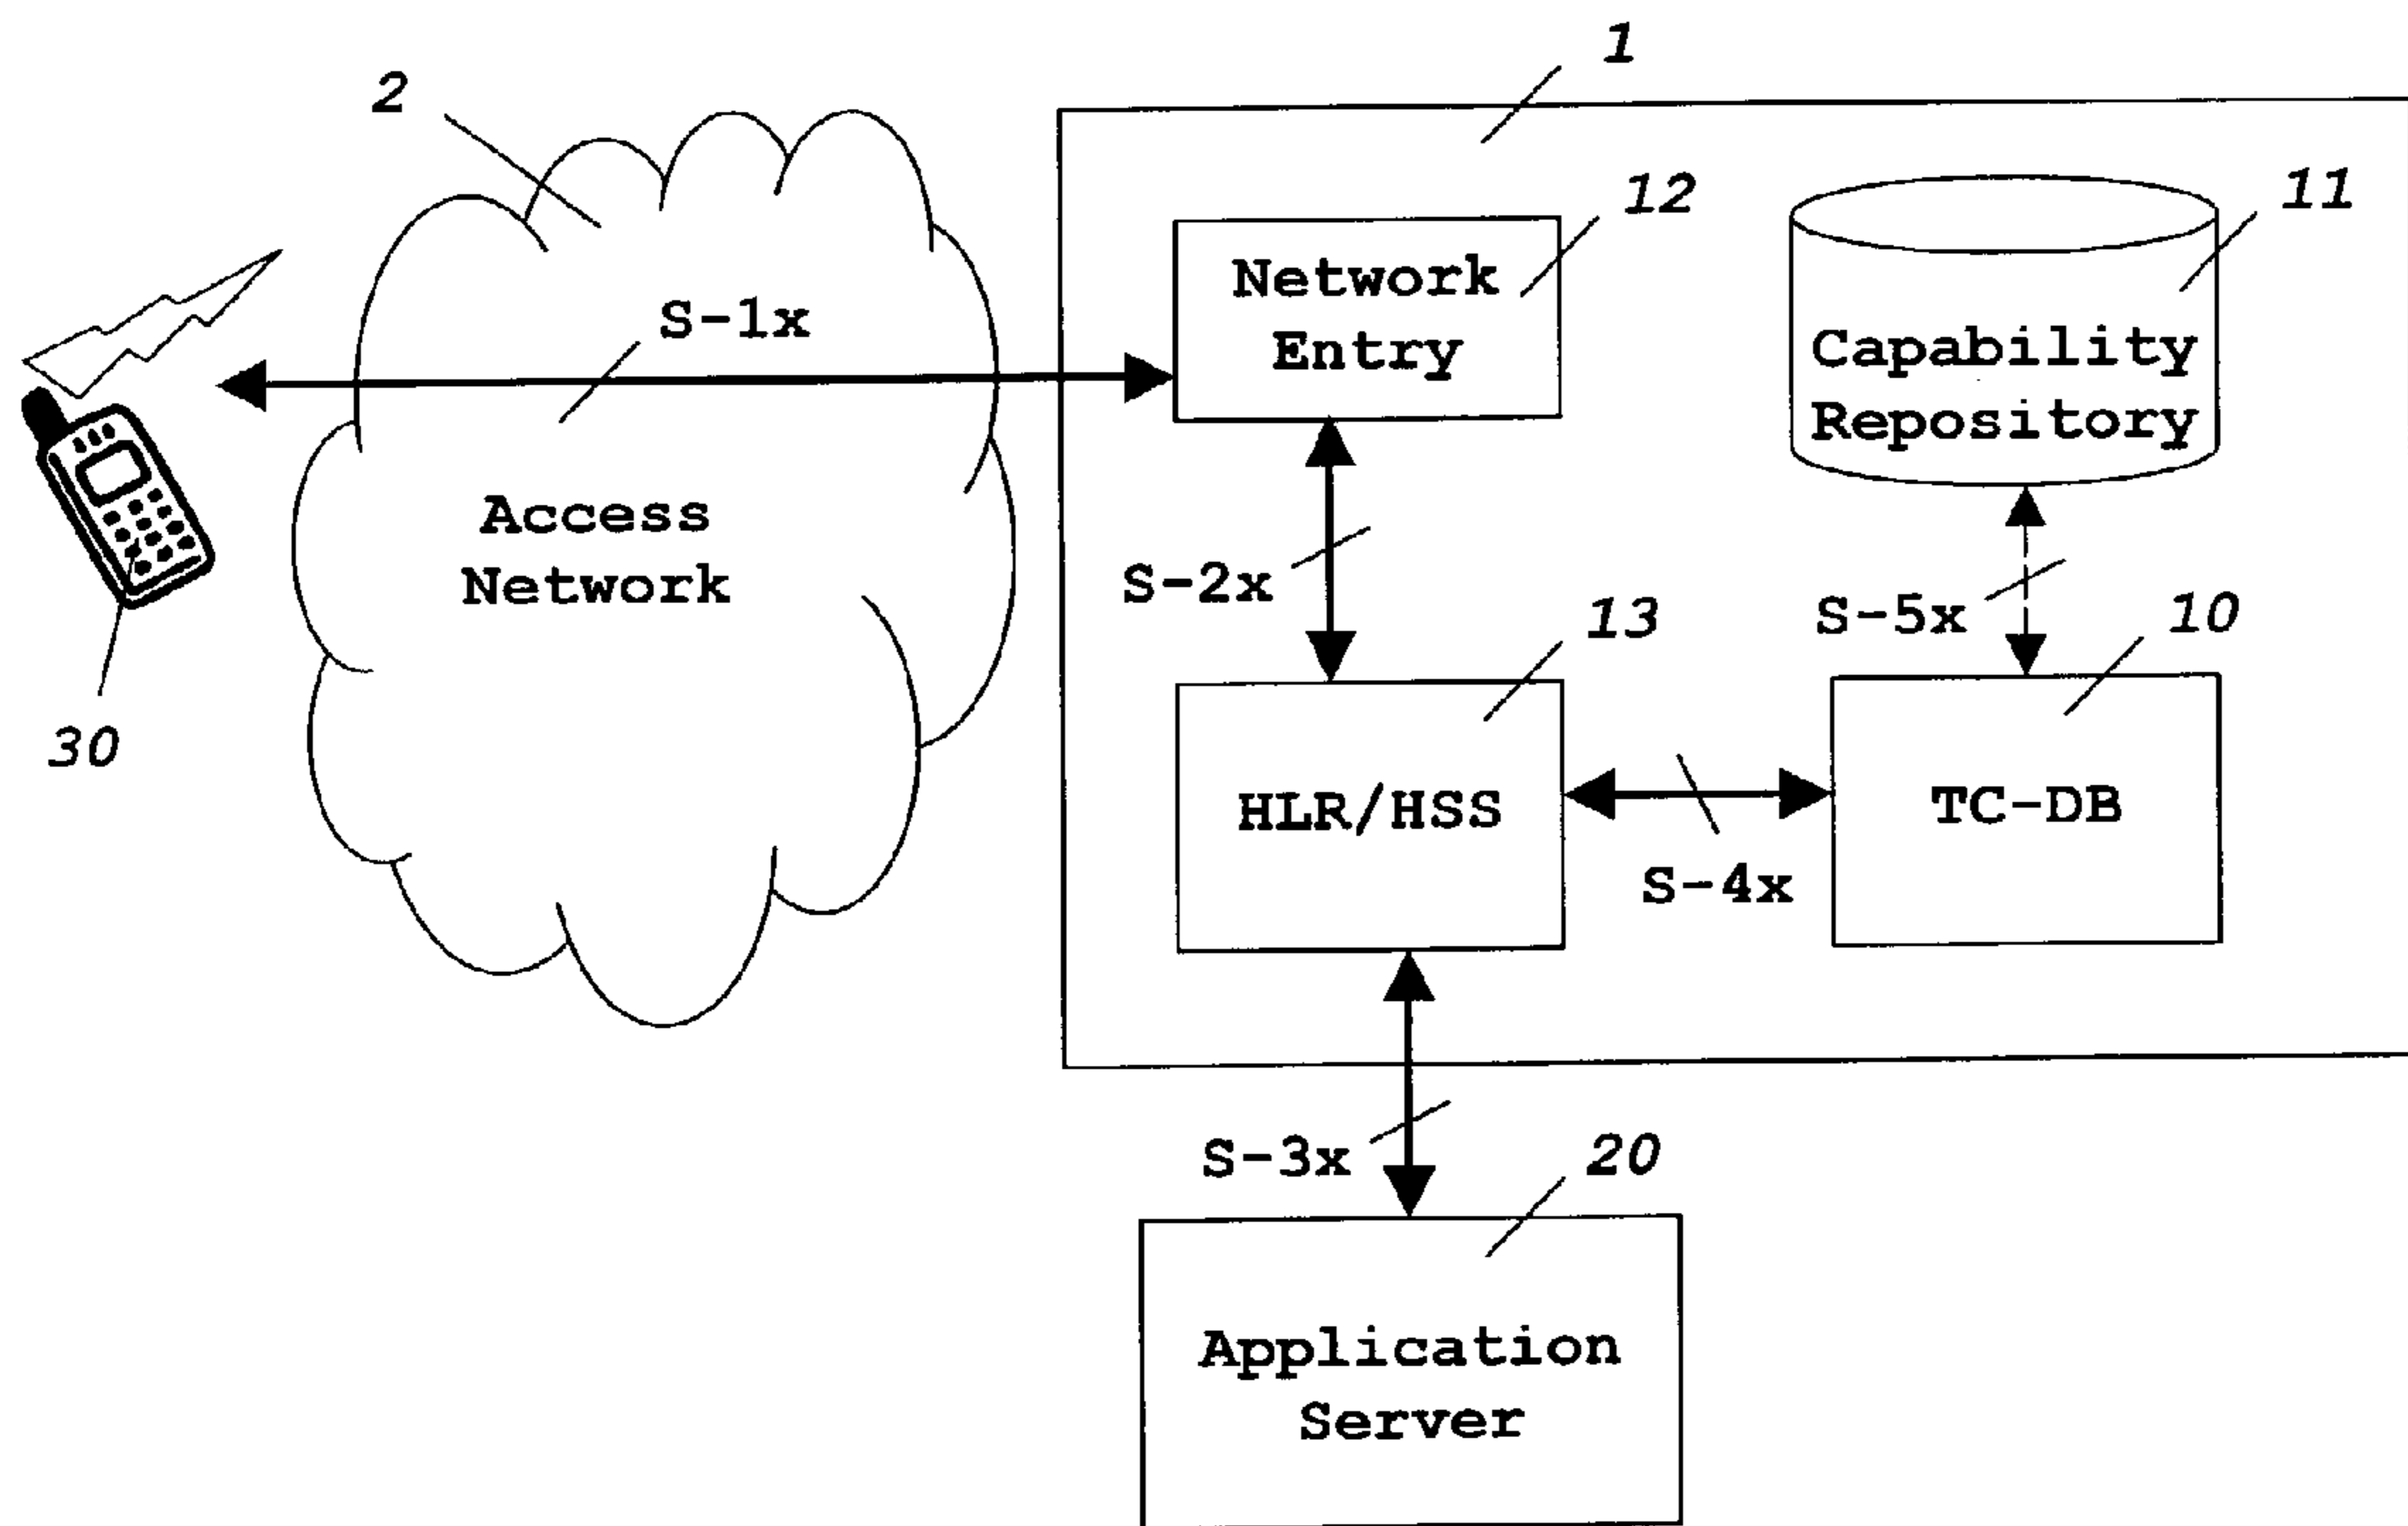 1
2
12
11
Network
Entry
S-1x
Capability
Repository
Access
Network
S-2x
S-5x
10
13
30
HLR/HSS
TC-DB
S-4x
S-3x
20
Application
Server